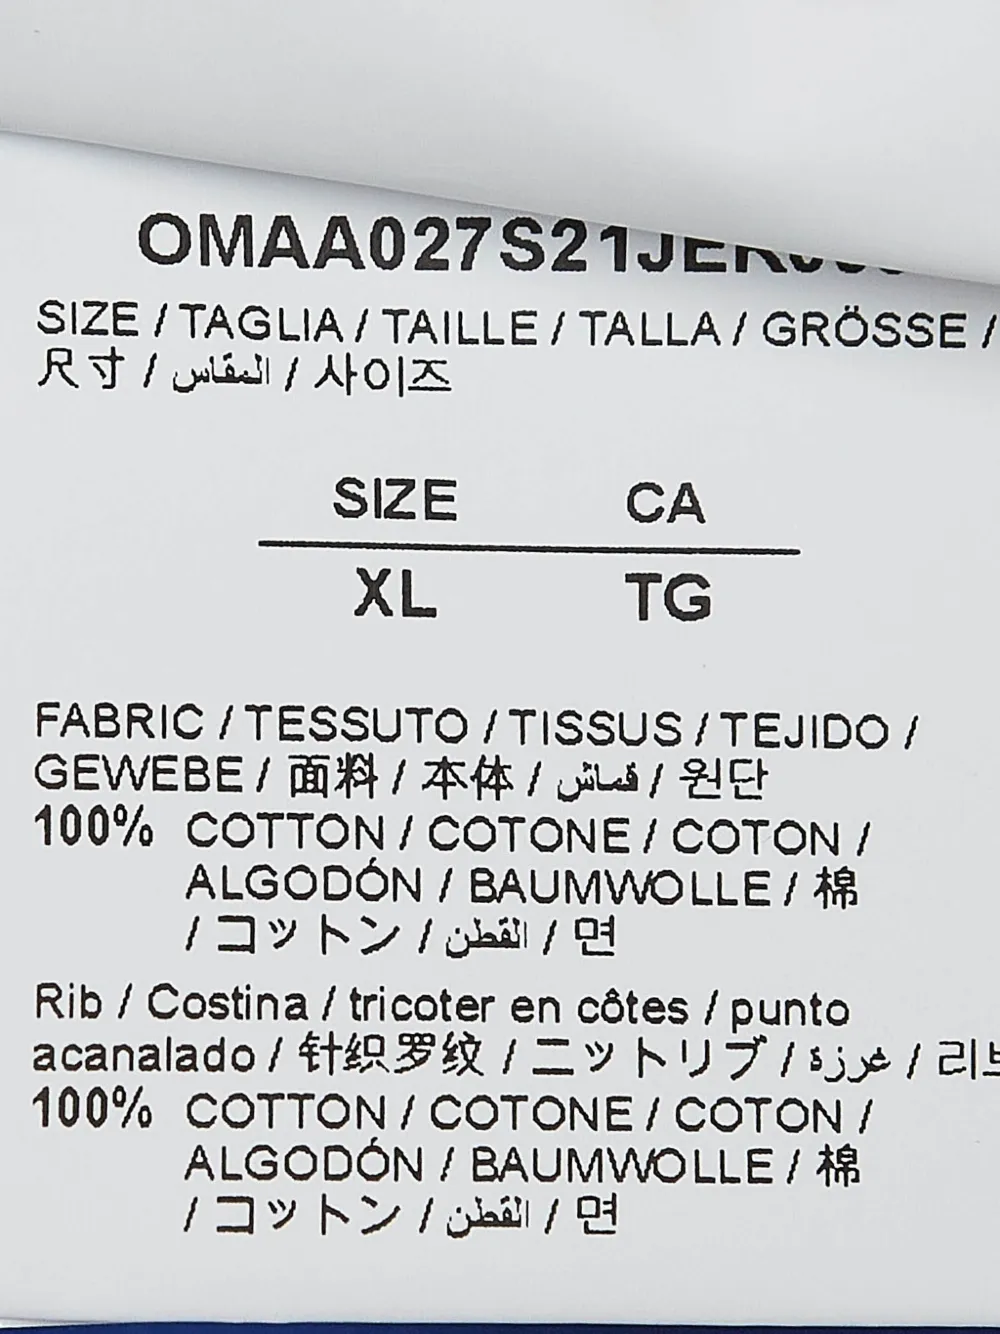 OMAA027S21JER
SIZE / TAGLIA / TAILLE / TALLA / GRÖSSE /
尺寸 / المقاس / 사이즈
SIZE CA
XL TG
FABRIC / TESSUTO / TISSUS / TEJIDO /
GEWEBE / 面料 / 本体 / قماش / 원단
100% COTTON / COTONE / COTON /
ALGODÓN / BAUMWOLLE / 棉
/ コットン / القطن / 면
Rib / Costina / tricoter en côtes / punto
acanalado / 针织罗纹 / ニットリブ / غرزة / 리브
100% COTTON / COTONE / COTON /
ALGODÓN / BAUMWOLLE / 棉
/ コットン / القطن / 면